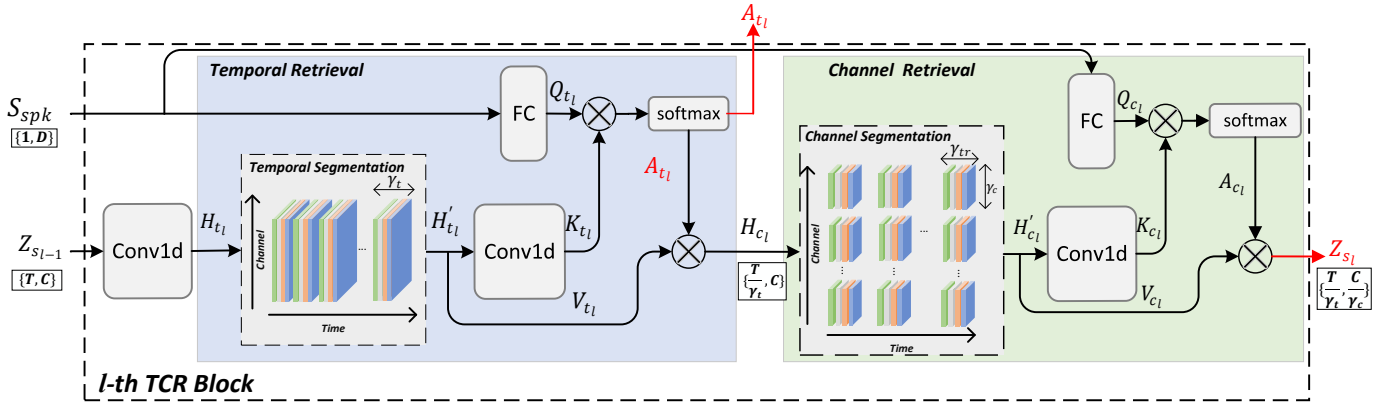 A_{t_l}
Temporal Retrieval
Channel Retrieval
S_{spk}
{1, D}
FC
Q_{t_l}
softmax
FC
Q_{c_l}
softmax
Temporal Segmentation
γ_t
Channel
...
Time
A_{t_l}
Channel Segmentation
γ_{tr}
γ_c
Channel
...
⋮ ⋮ ⋮
Time
A_{c_l}
Z_{s_{l-1}}
{T, C}
Conv1d
H_{t_l}
H'_{t_l}
Conv1d
K_{t_l}
V_{t_l}
H_{c_l}
{T/γ_t, C}
H'_{c_l}
Conv1d
K_{c_l}
V_{c_l}
Z_{s_l}
{T/γ_t, C/γ_c}
l-th TCR Block